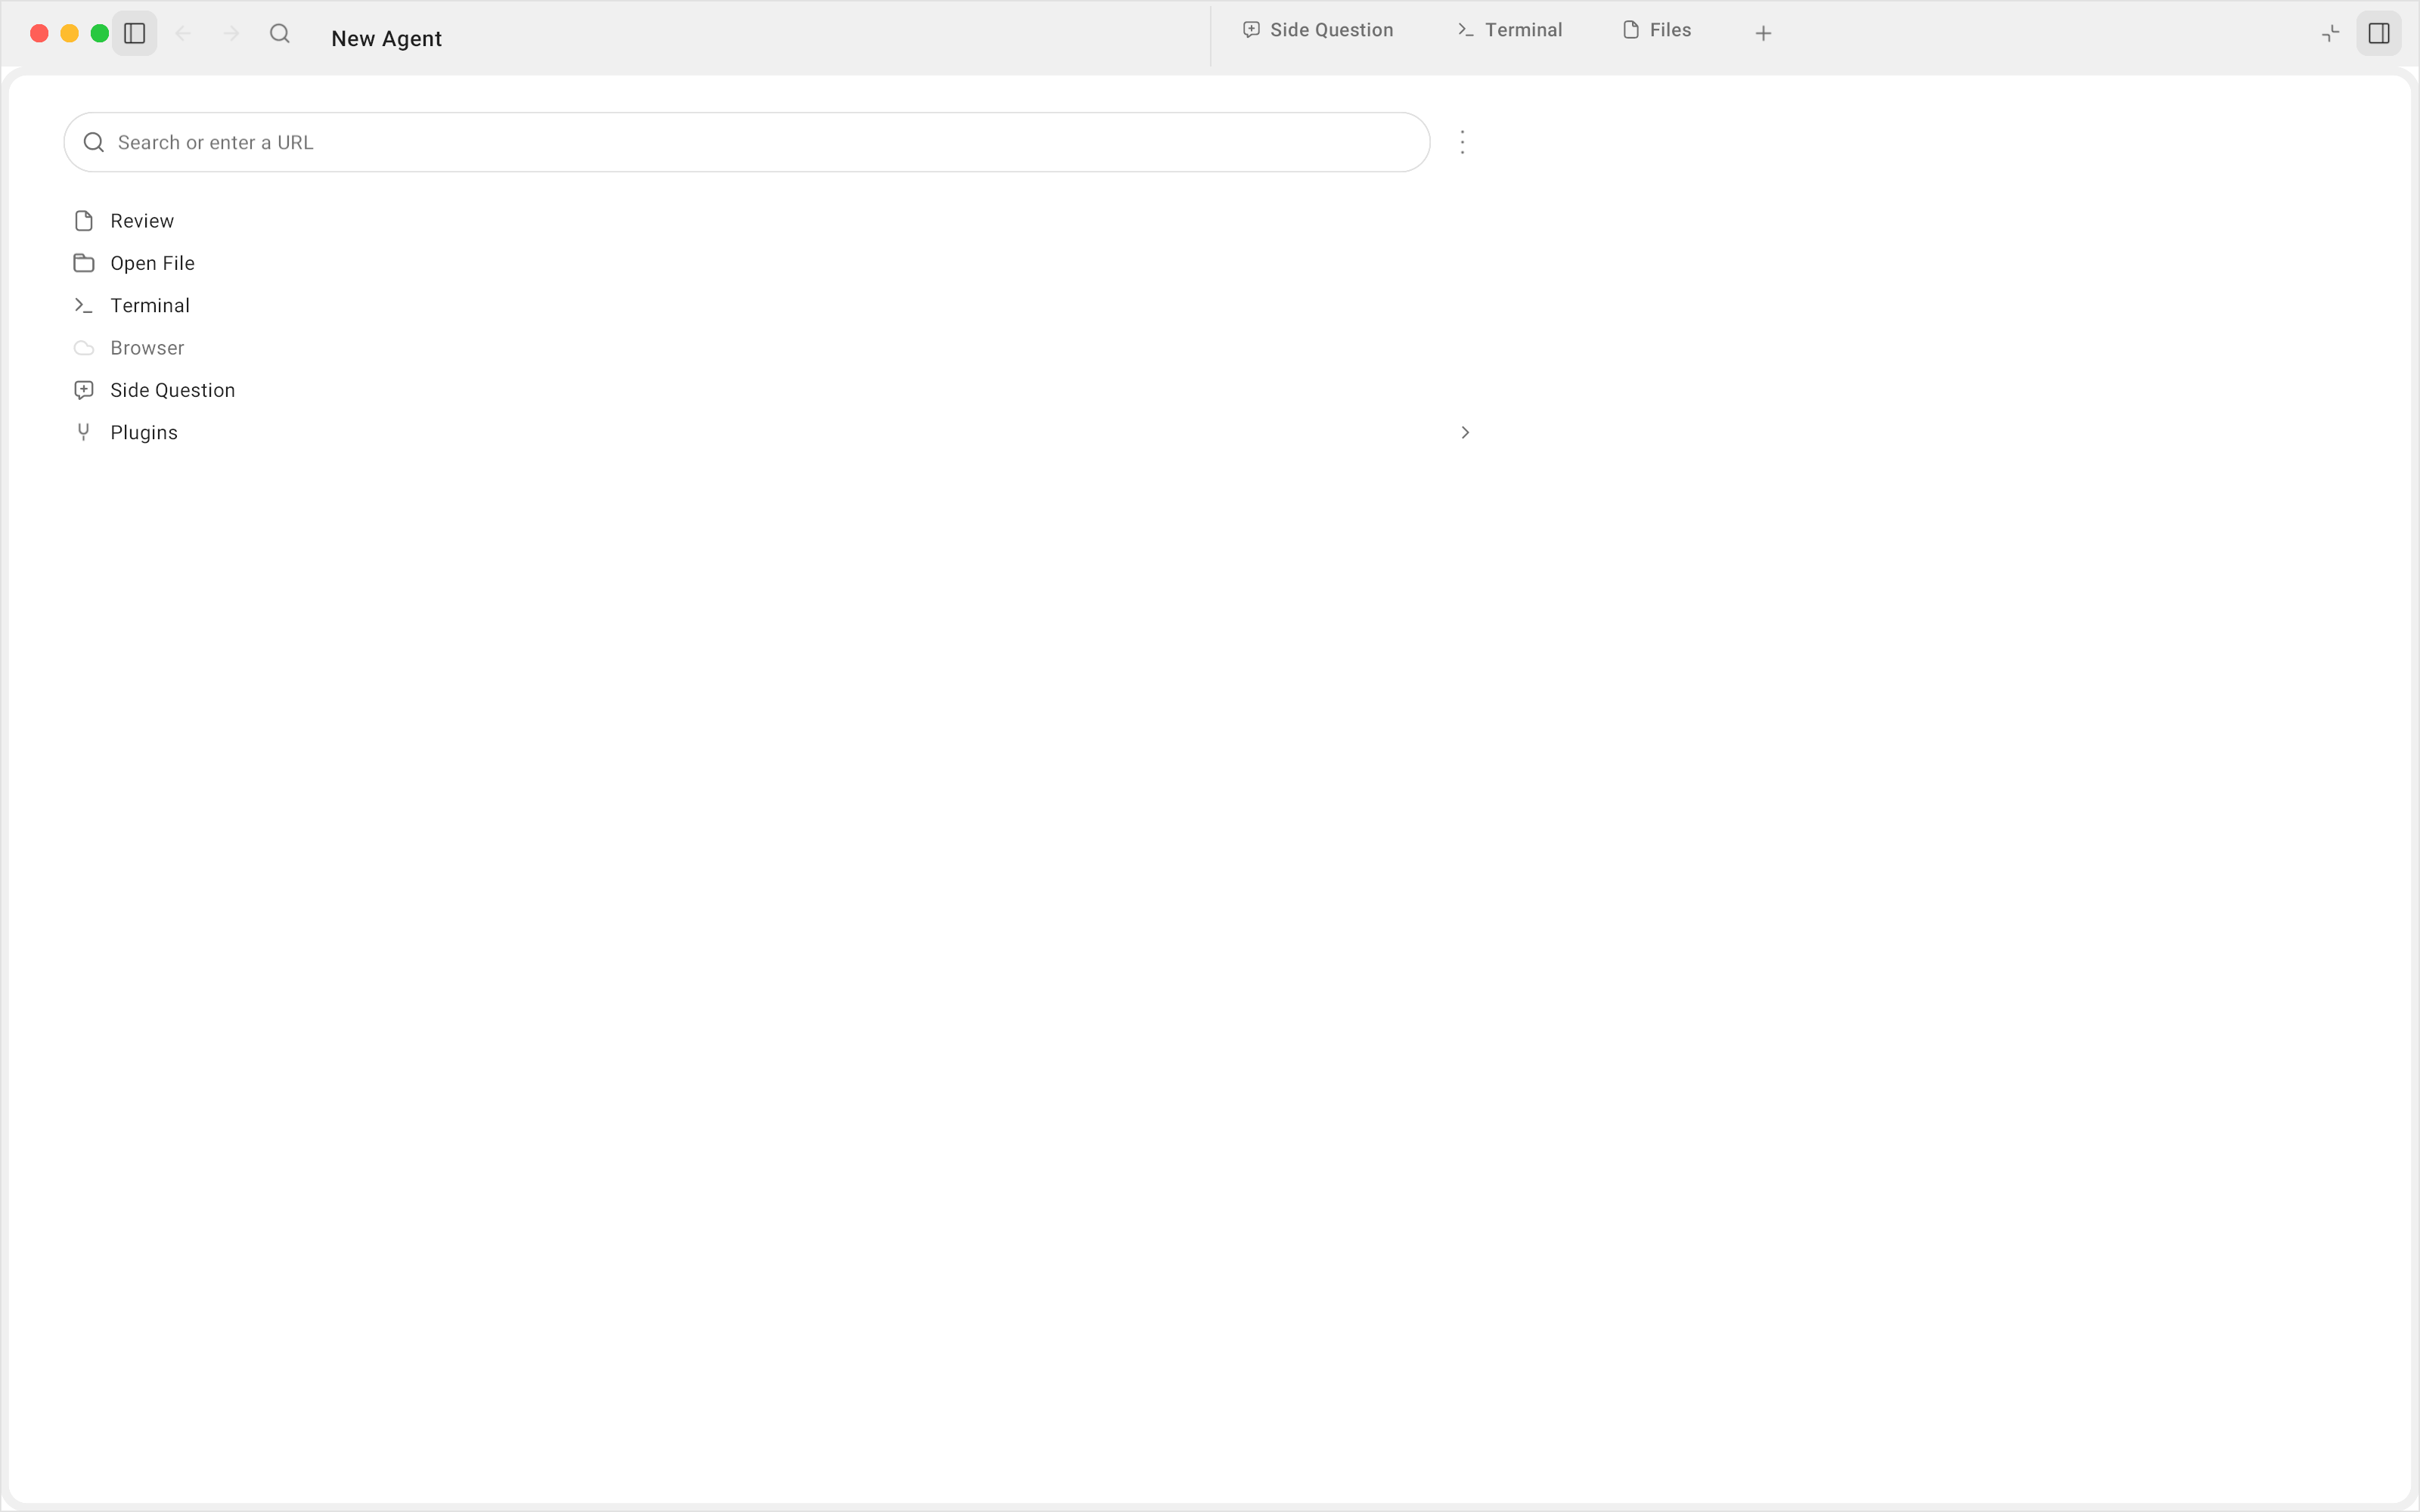 New Agent
Side Question
Terminal
Files
Search or enter a URL
Review
Open File
Terminal
Browser
Side Question
Plugins